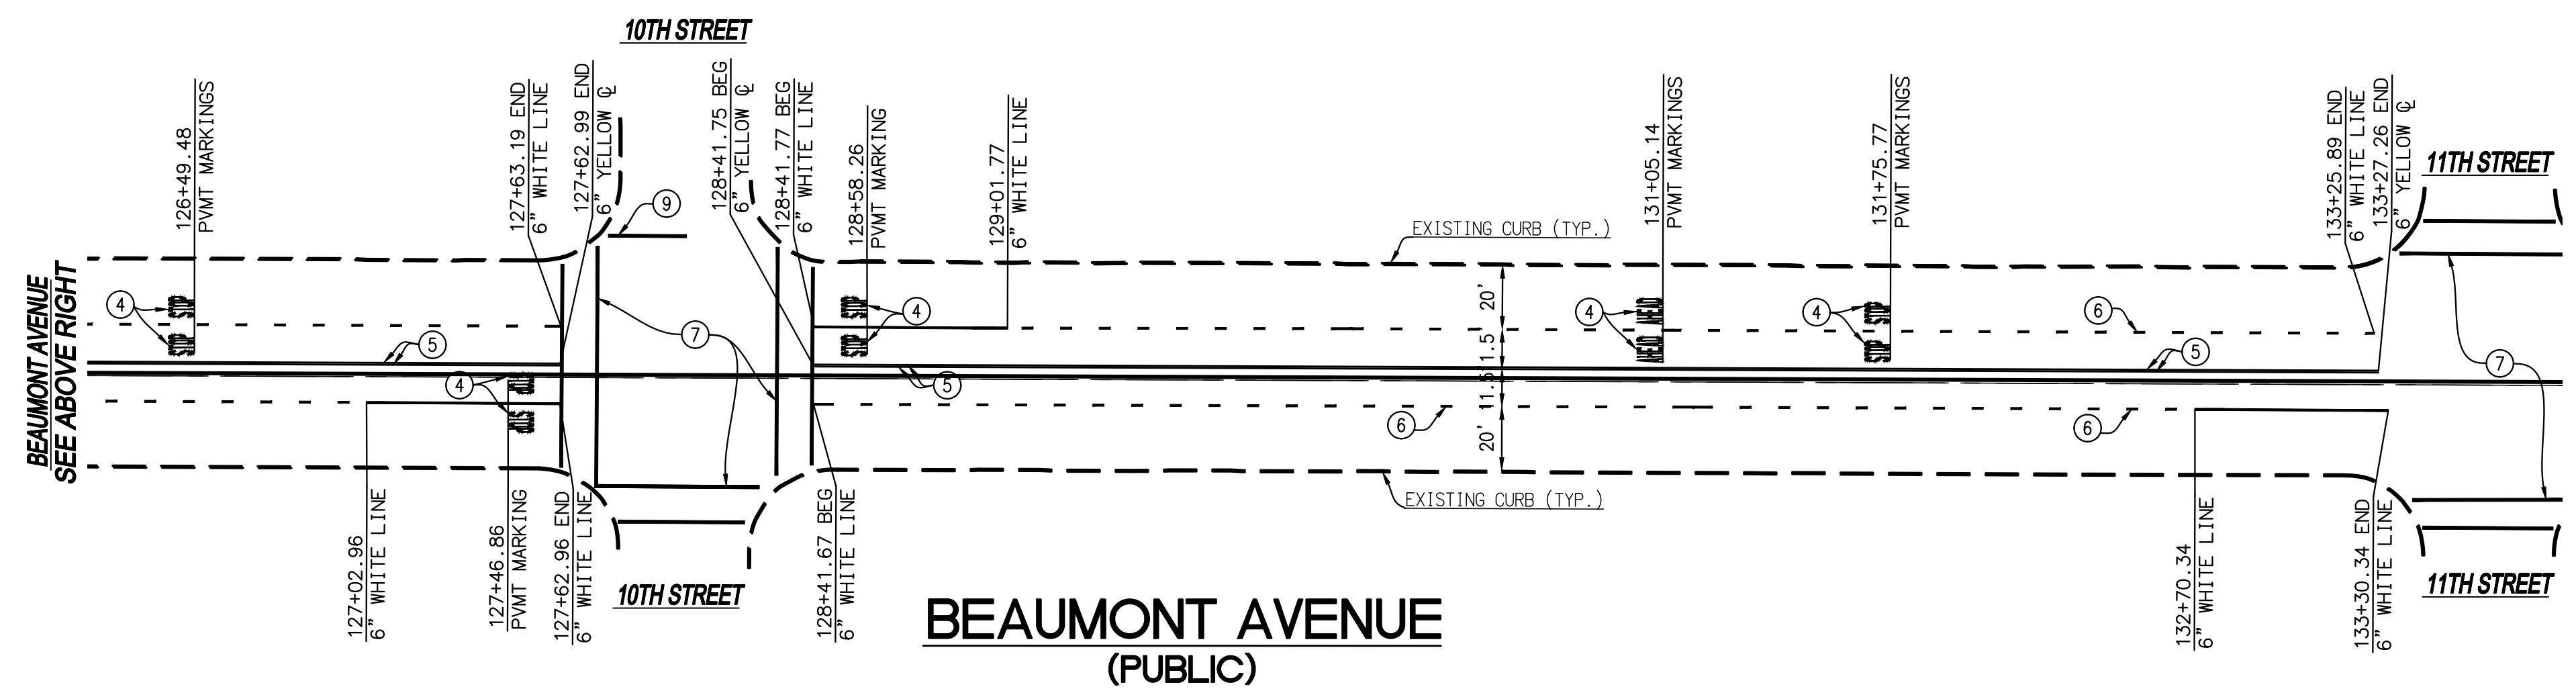 10TH STREET
126+49.48
PVMT MARKINGS
127+63.19 END
6" WHITE LINE
127+62.99 END
6" YELLOW ℄
9
128+41.75 BEG
6" YELLOW ℄
128+41.77 BEG
6" WHITE LINE
128+58.26
PVMT MARKING
129+01.77
6" WHITE LINE
EXISTING CURB (TYP.)
131+05.14
PVMT MARKINGS
131+75.77
PVMT MARKINGS
133+25.89 END
6" WHITE LINE
133+27.26 END
6" YELLOW ℄
11TH STREET
BEAUMONT AVENUE
SEE ABOVE RIGHT
4
STOP
STOP
5
4
7
4
STOP
STOP
5
20'
11.5'
11.5'
20'
4
AHEAD
AHEAD
4
STOP
STOP
6
5
7
6
6
EXISTING CURB (TYP.)
127+02.96
6" WHITE LINE
127+46.86
PVMT MARKING
127+62.96 END
6" WHITE LINE
10TH STREET
128+41.67 BEG
6" WHITE LINE
132+70.34
6" WHITE LINE
133+30.34 END
6" WHITE LINE
11TH STREET
BEAUMONT AVENUE
(PUBLIC)